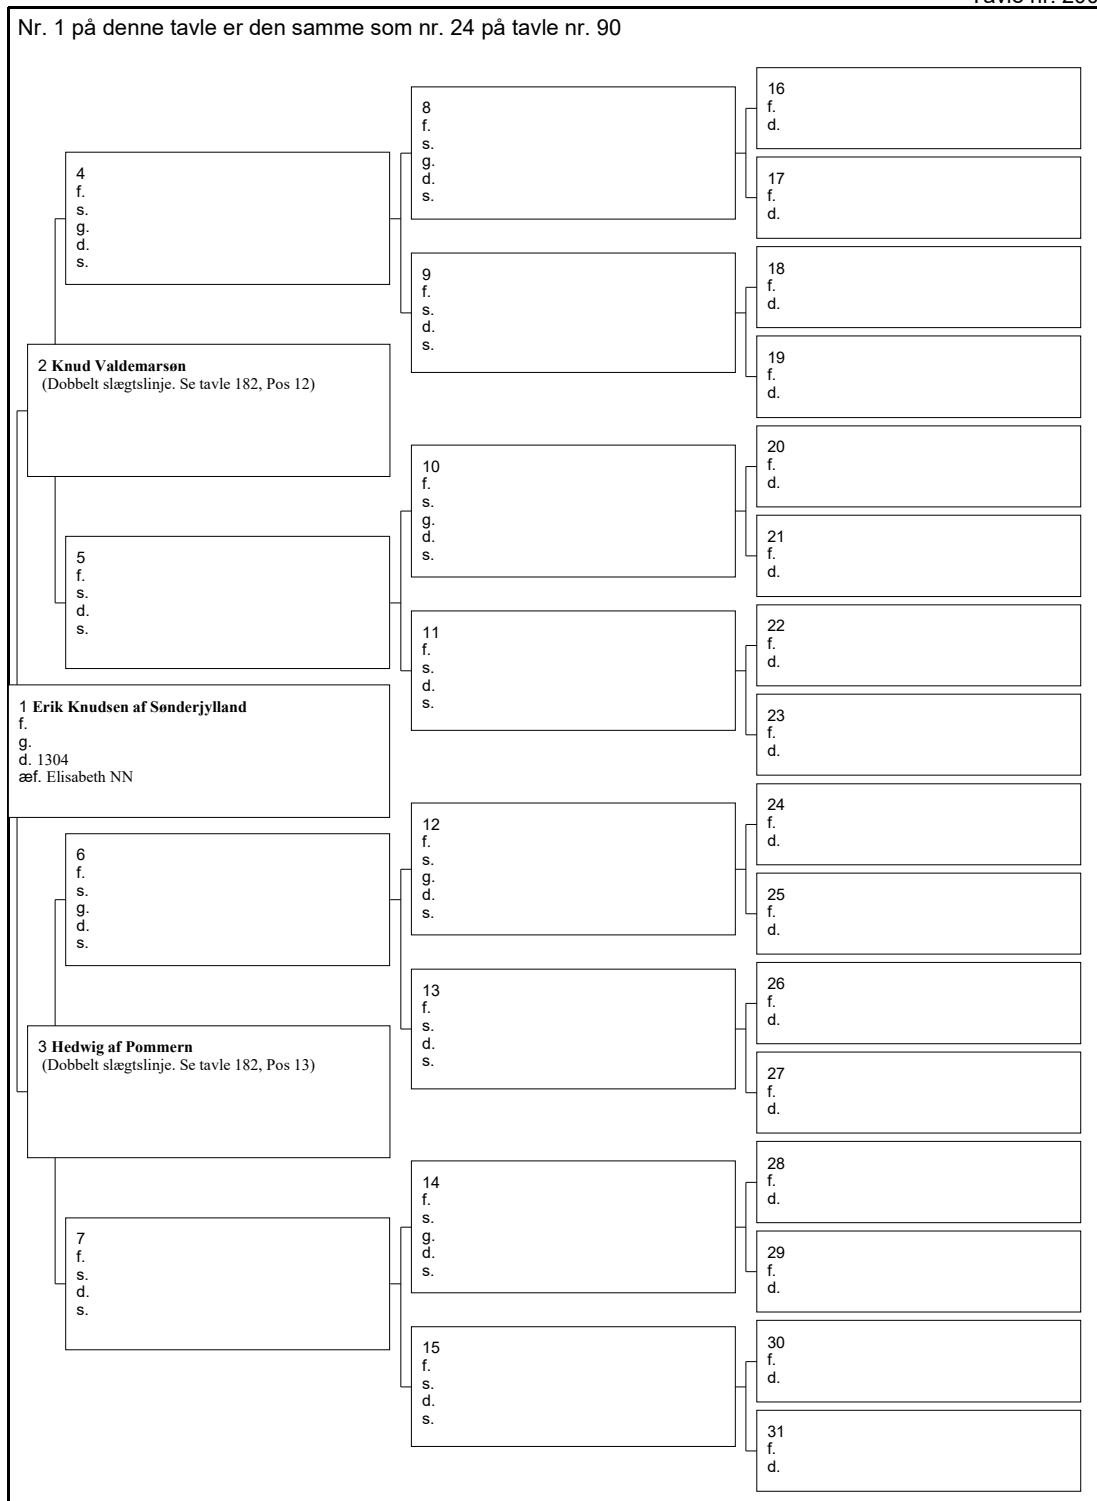 Nr. 1 på denne tavle er den samme som nr. 24 på tavle nr. 90
16
f.
d.
8
f.
s.
g.
d.
s.
17
f.
d.
4
f.
s.
g.
d.
s.
18
f.
d.
9
f.
s.
d.
s.
19
f.
d.
2 Knud Valdemarsøn
(Dobbelt slægtslinje. Se tavle 182, Pos 12)
20
f.
d.
10
f.
s.
g.
d.
s.
21
f.
d.
5
f.
s.
d.
s.
22
f.
d.
11
f.
s.
d.
s.
23
f.
d.
1 Erik Knudsen af Sønderjylland
f.
g.
d. 1304
æf. Elisabeth NN
24
f.
d.
12
f.
s.
g.
d.
s.
25
f.
d.
6
f.
s.
g.
d.
s.
26
f.
d.
13
f.
s.
d.
s.
27
f.
d.
3 Hedwig af Pommern
(Dobbelt slægtslinje. Se tavle 182, Pos 13)
28
f.
d.
14
f.
s.
g.
d.
s.
29
f.
d.
7
f.
s.
d.
s.
30
f.
d.
15
f.
s.
d.
s.
31
f.
d.